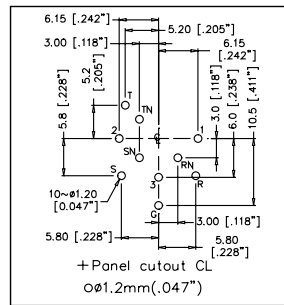 6.15 [.242"]
5.20 [.205"]
3.00 [.118"]
6.15
[.242"]
5.2
[.205"]
5.8 [.228"]
3.0 [.118"]
6.0 [.238"]
10.5 [.411"]
T
TN
2
1
SN
RN
S
3
R
G
10~ø1.20
[0.047"]
3.00 [.118"]
5.80 [.228"]
5.80
[.228"]
+Panel cutout CL
Oø1.2mm(.047")